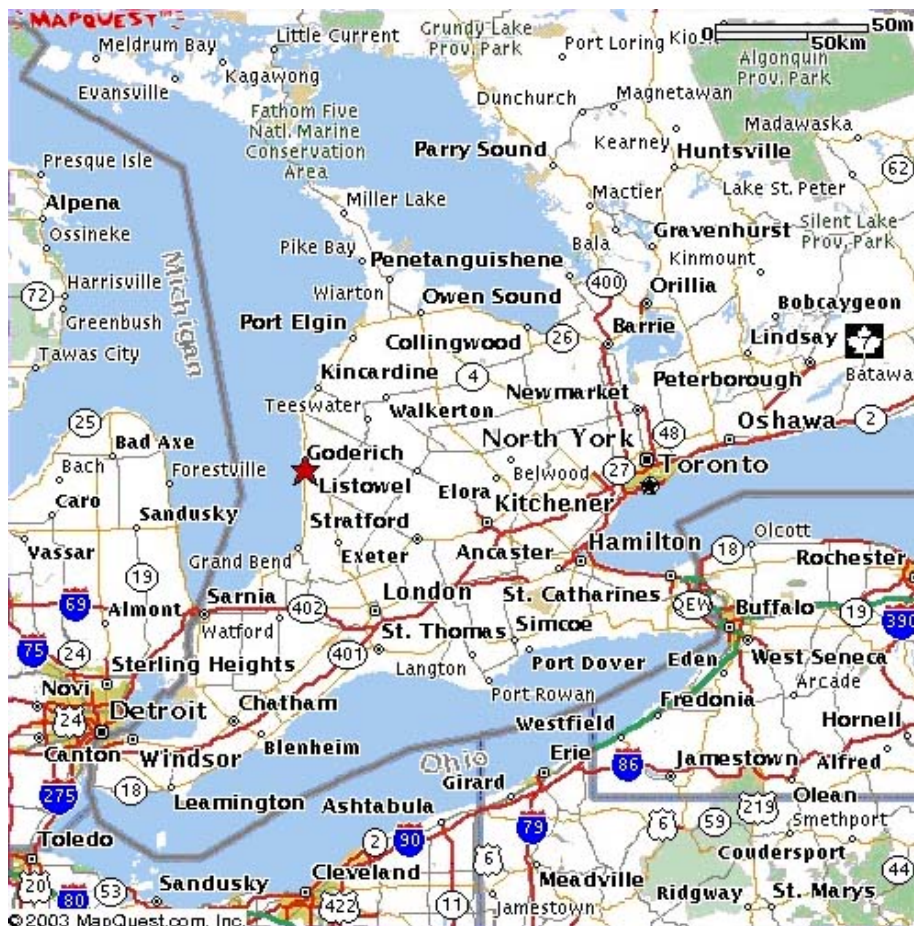 MAPQUEST
Little Current
Grundy Lake
Prov. Park
0 50m
50km
Meldrum Bay
Kagawong
Port Loring
Algonquin
Prov. Park
Evansville
Fathom Five
Natl. Marine
Conservation
Area
Dunchurch
Magnetawan
Madawaska
Presque Isle
Parry Sound
Kearney
Huntsville
62
Alpena
Miller Lake
Mactier
Lake St. Peter
Ossineke
Pike Bay
Bala
Gravenhurst
Silent Lake
Prov. Park
Michigan
Penetanguishene
Kinmount
Harrisville
72
Wiarton
Owen Sound
400
Orillia
Bobcaygeon
Greenbush
Port Elgin
Collingwood
26
Barrie
Lindsay
7
Tawas City
Kincardine
4
Newmarket
Peterborough
Batawa
Teeswater
Walkerton
25
Bad Axe
Goderich
North York
48
Oshawa
2
Bach
Forestville
Listowel
Belwood
27
Toronto
Caro
Elora
Kitchener
Sandusky
Stratford
Vassar
Grand Bend
Exeter
Ancaster
Hamilton
18
Olcott
Rochester
19
69
Almont
Sarnia
402
London
St. Catharines
QEW
Buffalo
19
390
Watford
75
24
St. Thomas
Simcoe
401
Sterling Heights
Langton
Port Dover
Eden
West Seneca
Novi
Port Rowan
Arcade
24
Detroit
Chatham
Fredonia
Westfield
Hornell
Canton
Windsor
Blenheim
Ohio
Erie
86
Jamestown
Alfred
275
18
Leamington
Girard
Olean
Ashtabula
219
Toledo
2
90
79
6
59
Smethport
6
Coudersport
20
53
80
Sandusky
Cleveland
Meadville
44
422
11
Jamestown
Ridgway
St. Marys
©2003 MapQuest.com, Inc.